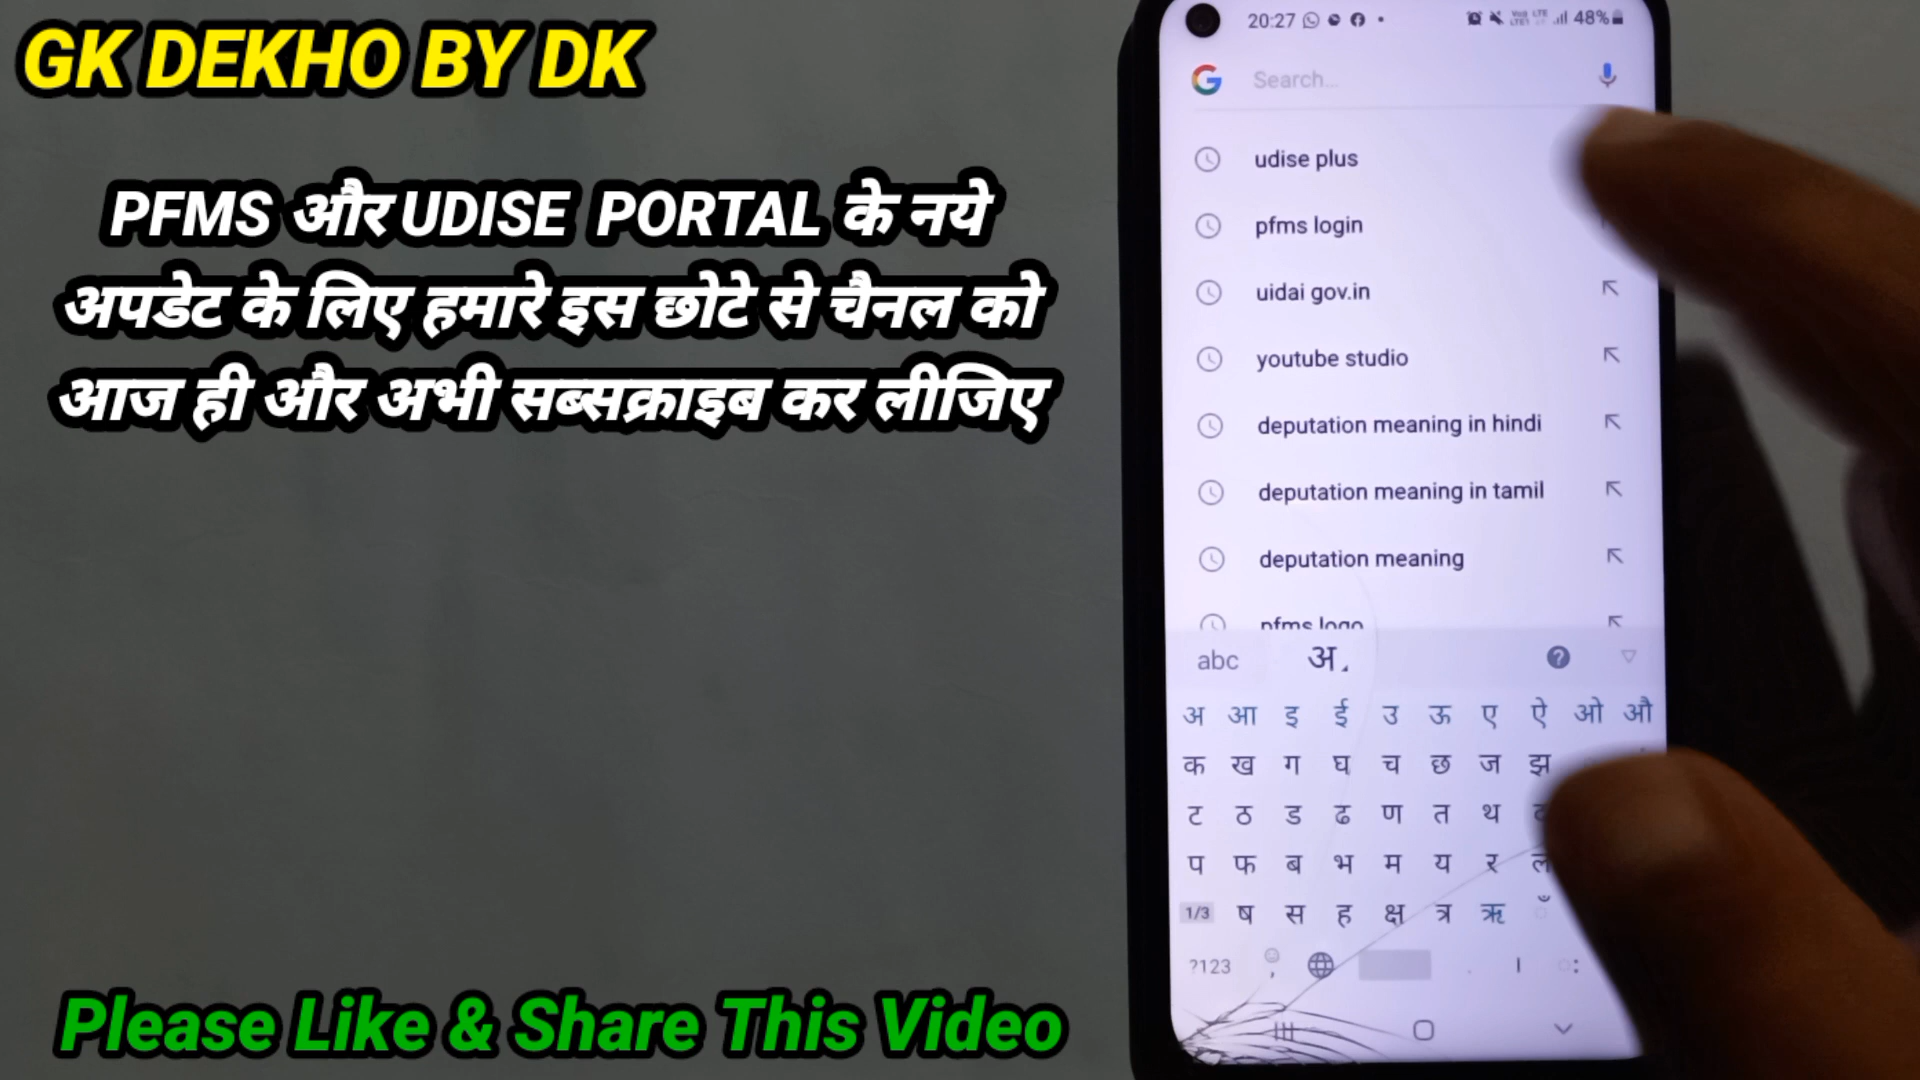 GK DEKHO BY DK
PFMS और UDISE PORTAL के नये
अपडेट के लिए हमारे इस छोटे से चैनल को
आज ही और अभी सब्सक्राइब कर लीजिए
Please Like & Share This Video
20:27
48%
Search...
udise plus
pfms login
uidai gov.in
youtube studio
deputation meaning in hindi
deputation meaning in tamil
deputation meaning
pfms logo
abc अ
अ आ इ ई उ ऊ ए ऐ ओ औ
क ख ग घ च छ ज झ
ट ठ ड ढ ण त थ
प फ ब भ म य र ल
1/3 ष स ह क्ष त्र ऋ
?123 , . । :